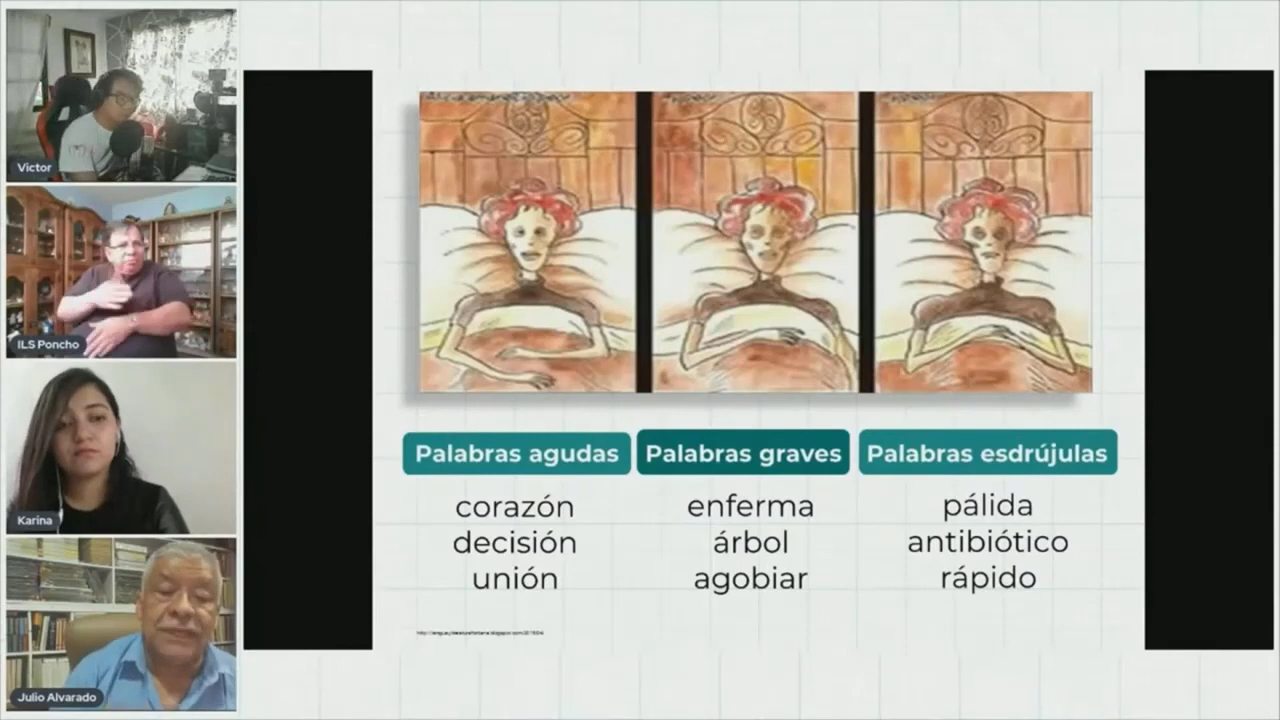 Victor
ILS Poncho
Karina
Julio Alvarado
Palabras agudas
corazón
decisión
unión
Palabras graves
enferma
árbol
agobiar
Palabras esdrújulas
pálida
antibiótico
rápido